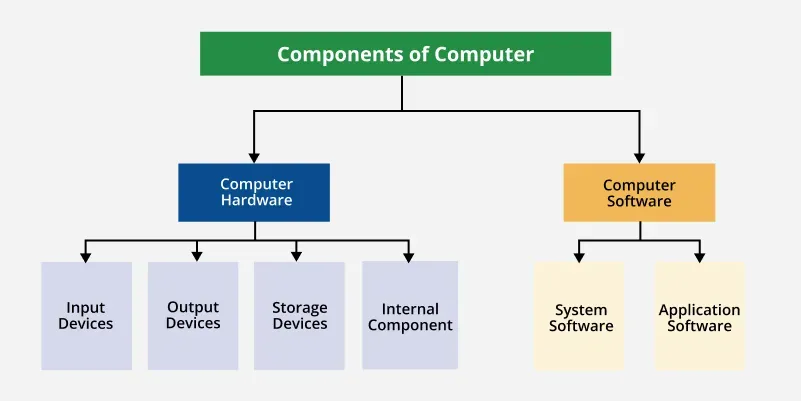 Components of Computer
Computer
Hardware
Computer
Software
Input
Devices
Output
Devices
Storage
Devices
Internal
Component
System
Software
Application
Software